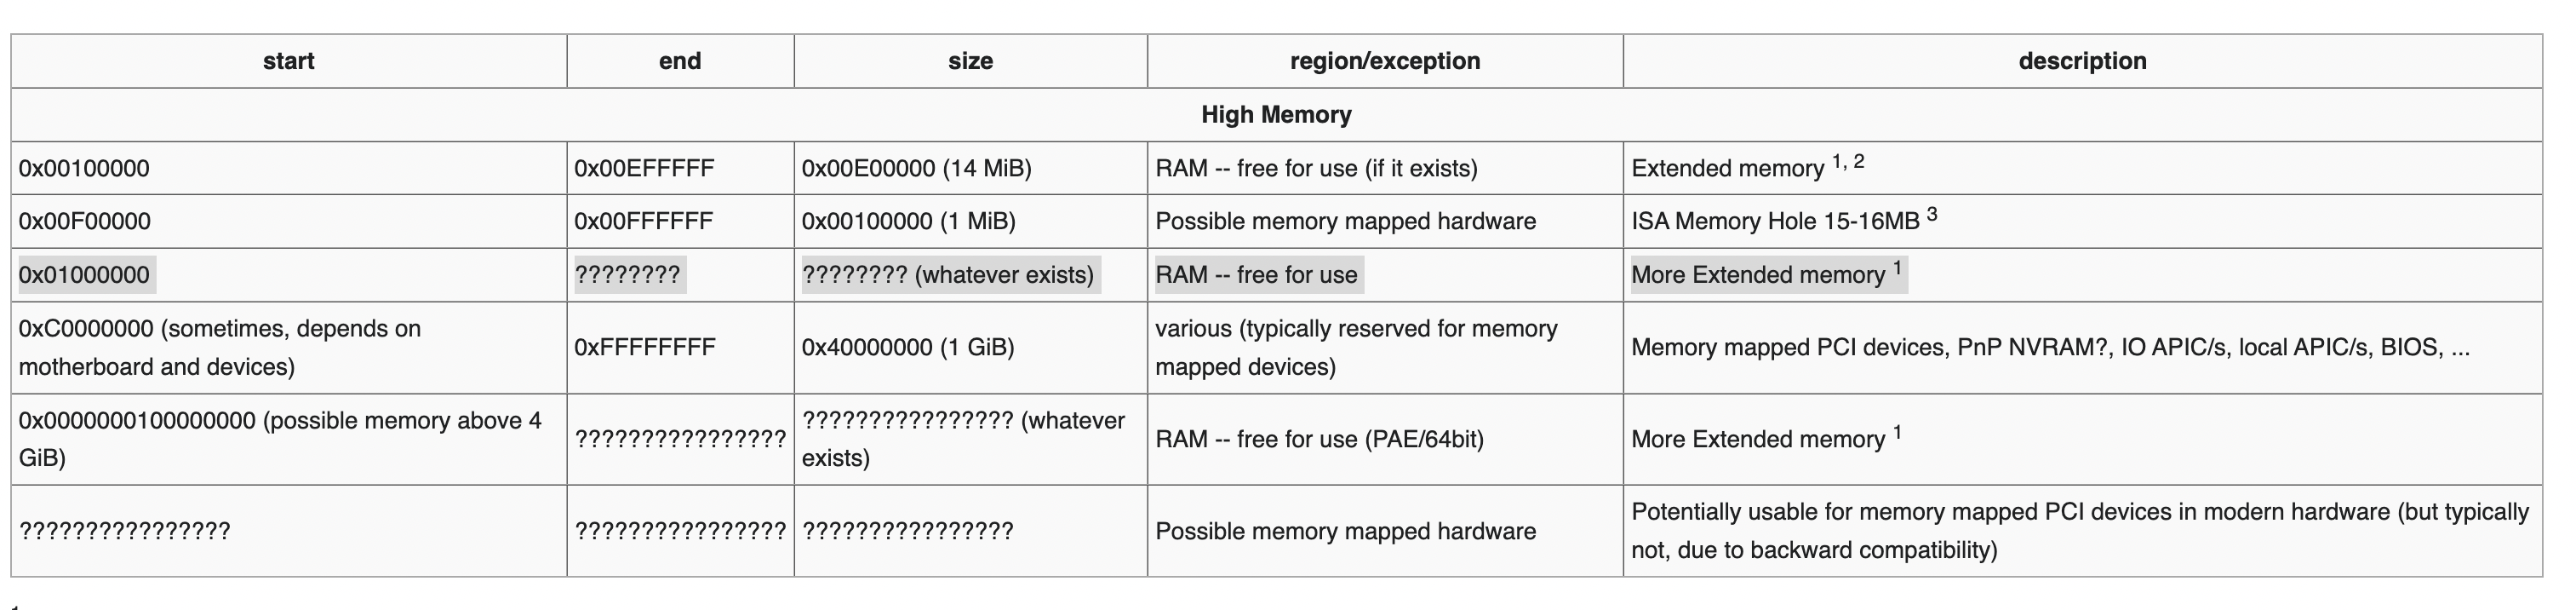 start end size region/exception description
High Memory
0x00100000 0x00EFFFFF 0x00E00000 (14 MiB) RAM -- free for use (if it exists) Extended memory 1, 2
0x00F00000 0x00FFFFFF 0x00100000 (1 MiB) Possible memory mapped hardware ISA Memory Hole 15-16MB 3
0x01000000 ???????? ???????? (whatever exists) RAM -- free for use More Extended memory 1
0xC0000000 (sometimes, depends on
motherboard and devices)
0xFFFFFFFF
0x40000000 (1 GiB)
various (typically reserved for memory
mapped devices)
Memory mapped PCI devices, PnP NVRAM?, IO APIC/s, local APIC/s, BIOS, ...
0x0000000100000000 (possible memory above 4
GiB)
????????????????
???????????????? (whatever
exists)
RAM -- free for use (PAE/64bit)
More Extended memory 1
????????????????
????????????????
????????????????
Possible memory mapped hardware
Potentially usable for memory mapped PCI devices in modern hardware (but typically
not, due to backward compatibility)